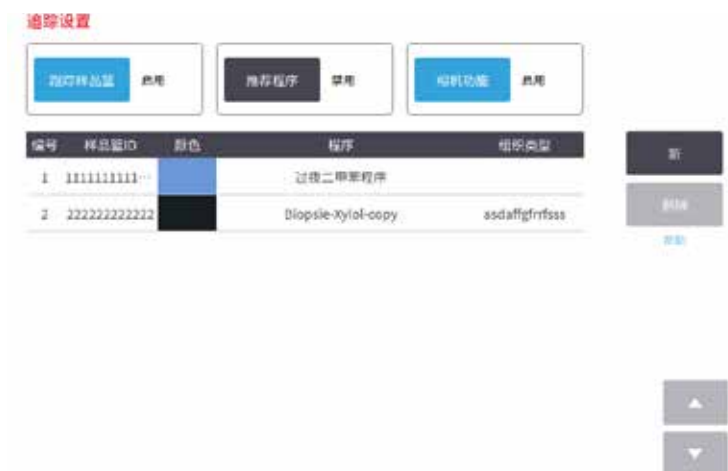 追踪设置
跟踪样品篮 启用 推荐程序 禁用 相机功能 启用
编号 样品篮ID 颜色 程序 组织类型
1 1111111111··· 过夜二甲苯程序
2 222222222222 Biopsie-Xylol-copy asdaffgfrrfsss
新
删除
帮助